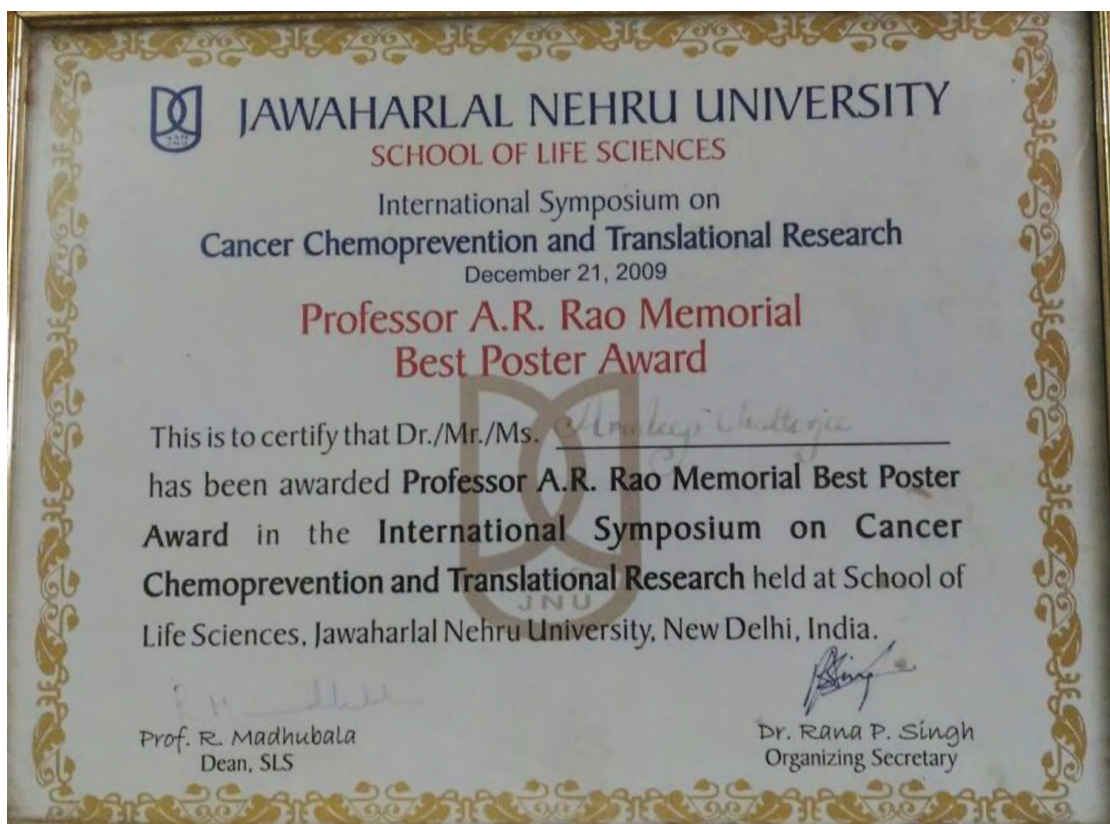 JAWAHARLAL NEHRU UNIVERSITY
SCHOOL OF LIFE SCIENCES
International Symposium on
Cancer Chemoprevention and Translational Research
December 21, 2009
Professor A.R. Rao Memorial
Best Poster Award
This is to certify that Dr./Mr./Ms. Chatterjee
has been awarded Professor A.R. Rao Memorial Best Poster
Award in the International Symposium on Cancer
Chemoprevention and Translational Research held at School of
JNU
Life Sciences, Jawaharlal Nehru University, New Delhi, India.
Prof. R. Madhubala
Dean, SLS
Dr. Rana P. Singh
Organizing Secretary